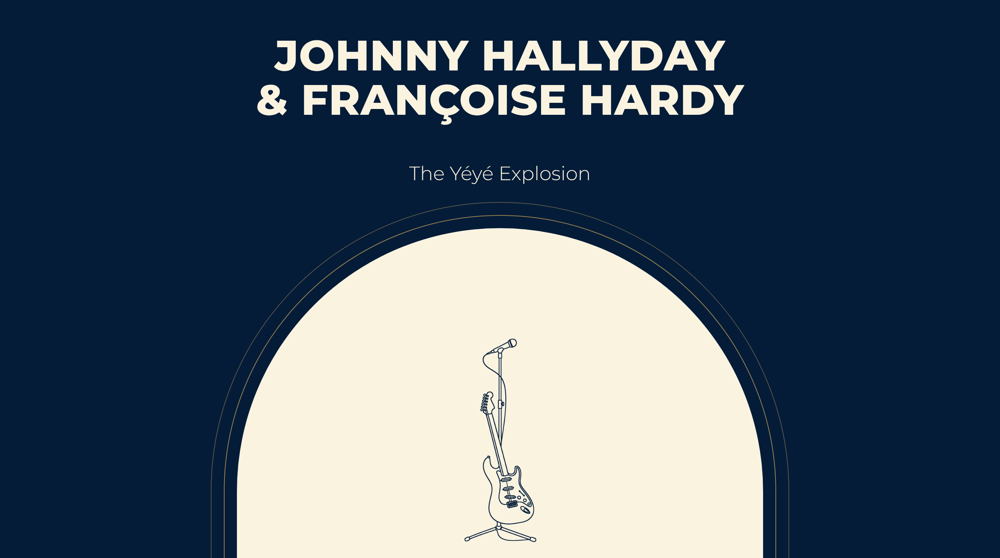 JOHNNY HALLYDAY
& FRANÇOISE HARDY
The Yéyé Explosion